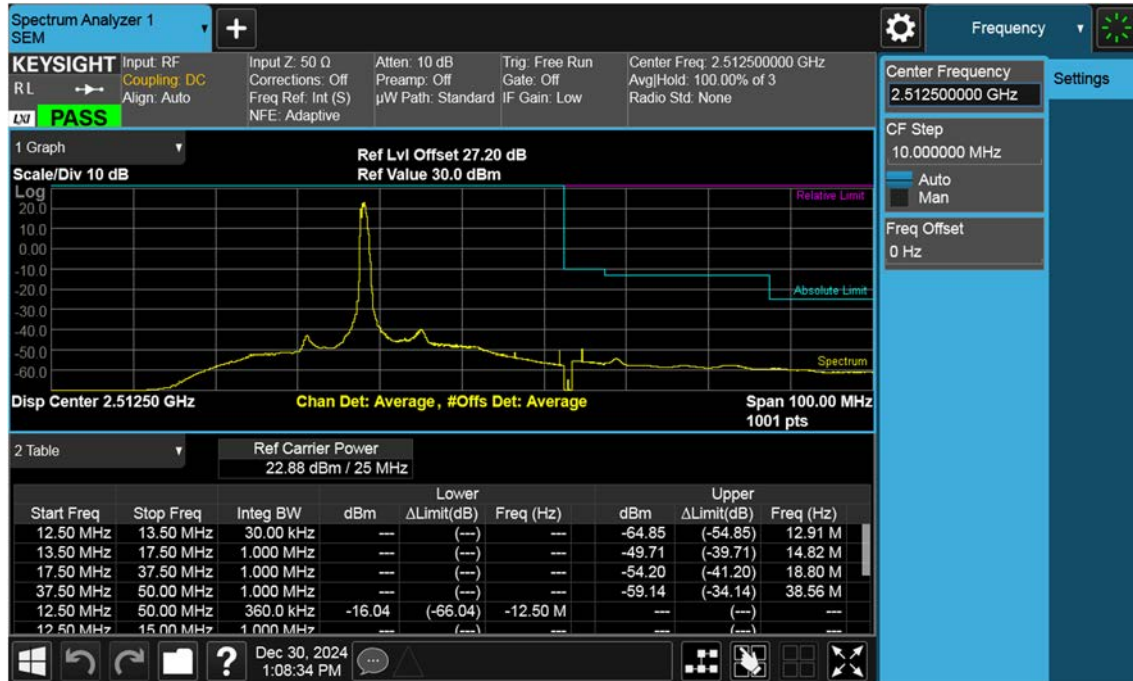 Spectrum Analyzer 1
SEM
Frequency
KEYSIGHT
R L
LXI
PASS
Input: RF
Coupling: DC
Align: Auto
Input Z: 50 Ω
Corrections: Off
Freq Ref: Int (S)
NFE: Adaptive
Atten: 10 dB
Preamp: Off
µW Path: Standard
Trig: Free Run
Gate: Off
IF Gain: Low
Center Freq: 2.512500000 GHz
Avg|Hold: 100.00% of 3
Radio Std: None
Center Frequency
2.512500000 GHz
Settings
CF Step
10.000000 MHz
Auto
Man
Freq Offset
0 Hz
1 Graph
Scale/Div 10 dB
Ref Lvl Offset 27.20 dB
Ref Value 30.0 dBm
Log
20.0
10.0
0.00
-10.0
-20.0
-30.0
-40.0
-50.0
-60.0
Relative Limit
Absolute Limit
Spectrum
Disp Center 2.51250 GHz
Chan Det: Average, #Offs Det: Average
Span 100.00 MHz
1001 pts
2 Table
Ref Carrier Power
22.88 dBm / 25 MHz
Lower Upper
Start Freq Stop Freq Integ BW dBm ΔLimit(dB) Freq (Hz) dBm ΔLimit(dB) Freq (Hz)
12.50 MHz 13.50 MHz 30.00 kHz --- (---) --- -64.85 (-54.85) 12.91 M
13.50 MHz 17.50 MHz 1.000 MHz --- (---) --- -49.71 (-39.71) 14.82 M
17.50 MHz 37.50 MHz 1.000 MHz --- (---) --- -54.20 (-41.20) 18.80 M
37.50 MHz 50.00 MHz 1.000 MHz --- (---) --- -59.14 (-34.14) 38.56 M
12.50 MHz 50.00 MHz 360.0 kHz -16.04 (-66.04) -12.50 M --- (---) ---
12.50 MHz 15.00 MHz 1.000 MHz --- (---) --- --- (---) ---
Dec 30, 2024
1:08:34 PM